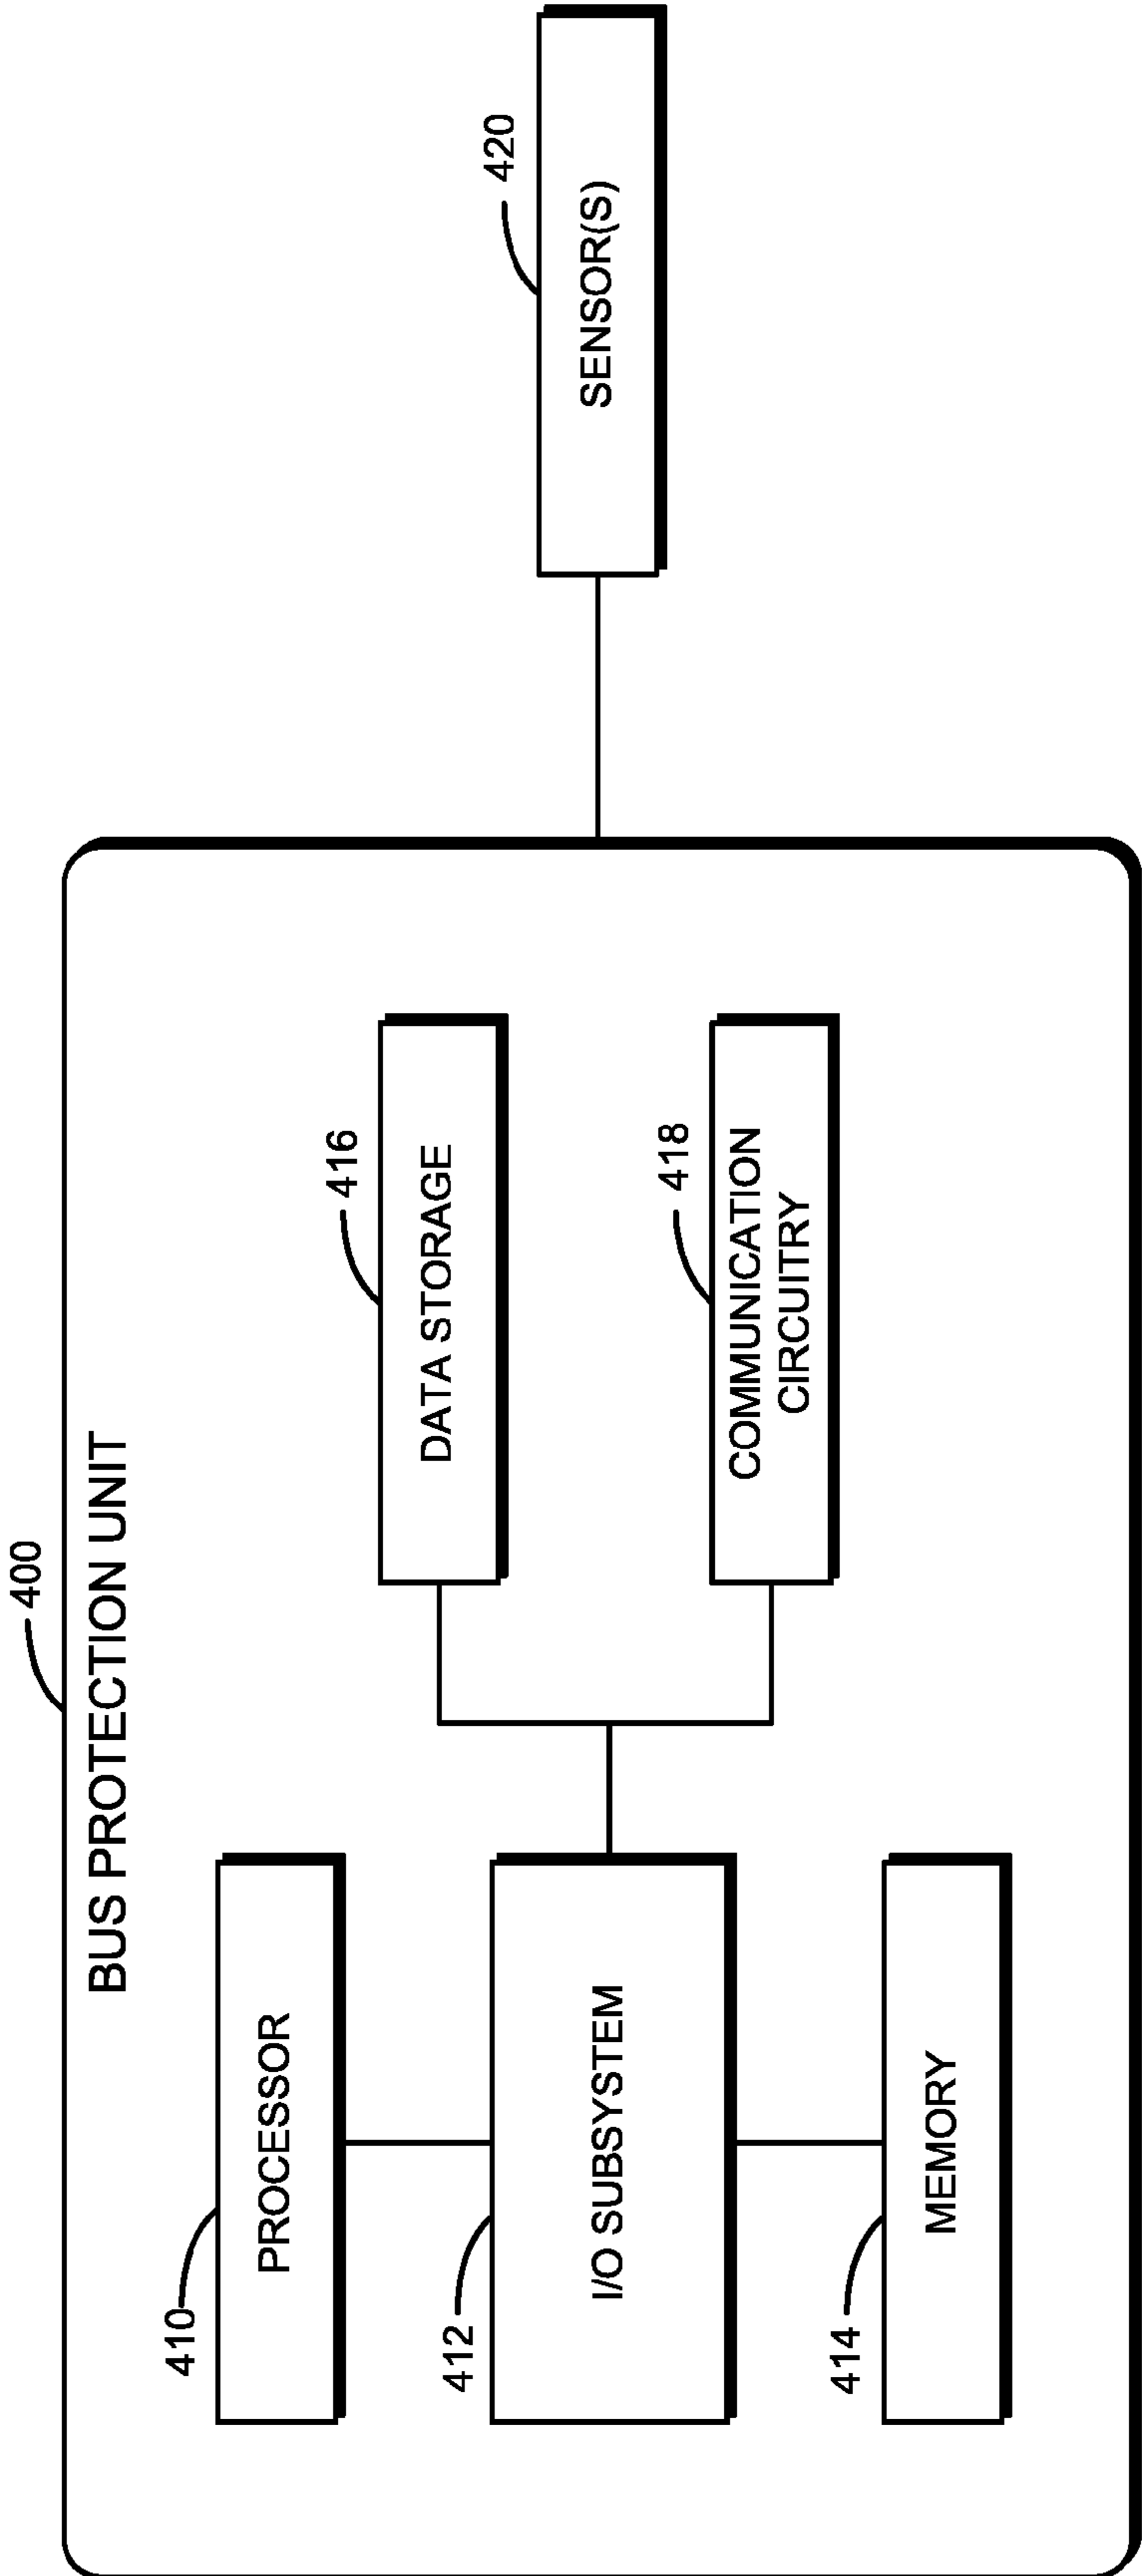 400
BUS PROTECTION UNIT
410
PROCESSOR
412
I/O SUBSYSTEM
414
MEMORY
416
DATA STORAGE
418
COMMUNICATION
CIRCUITRY
420
SENSOR(S)